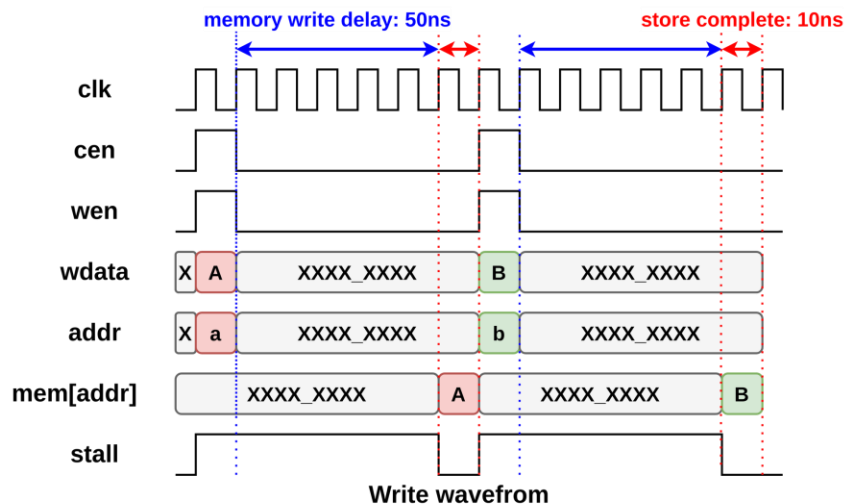 memory write delay: 50ns store complete: 10ns
clk
cen
wen
wdata X A XXXX_XXXX B XXXX_XXXX
addr X a XXXX_XXXX b XXXX_XXXX
mem[addr] XXXX_XXXX A XXXX_XXXX B
stall
Write wavefrom